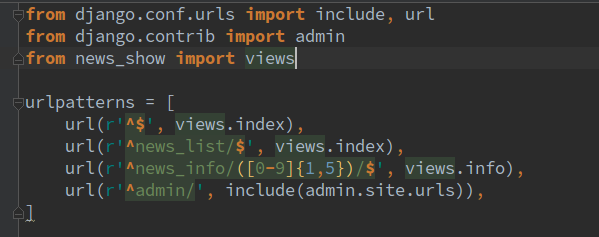 from django.conf.urls import include, url
from django.contrib import admin
from news_show import views
urlpatterns = [
    url(r'^$', views.index),
    url(r'^news_list/$', views.index),
    url(r'^news_info/([0-9]{1,5})/$', views.info),
    url(r'^admin/', include(admin.site.urls)),
]